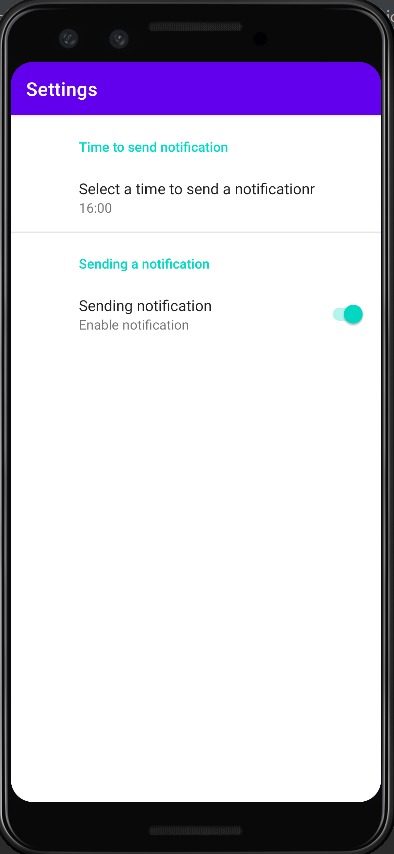 Settings
Time to send notification
Select a time to send a notificationr
16:00
Sending a notification
Sending notification
Enable notification